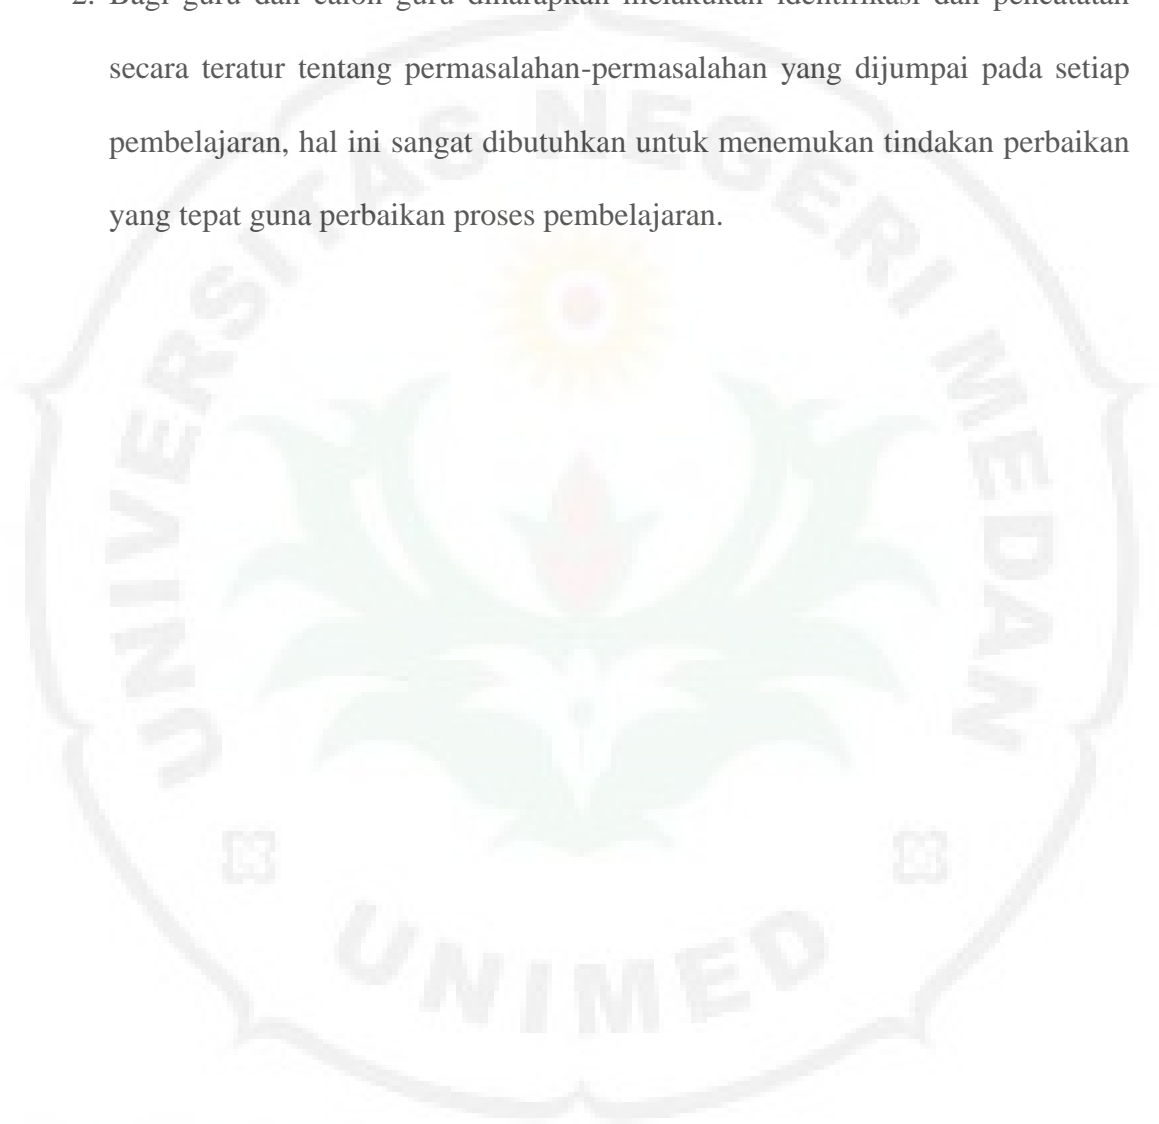 2. Bagi guru dan calon guru diharapkan melakukan identifikasi dan pencatatan
secara teratur tentang permasalahan-permasalahan yang dijumpai pada setiap
pembelajaran, hal ini sangat dibutuhkan untuk menemukan tindakan perbaikan
yang tepat guna perbaikan proses pembelajaran.
UNIVERSITAS NEGERI MEDAN
UNIMED